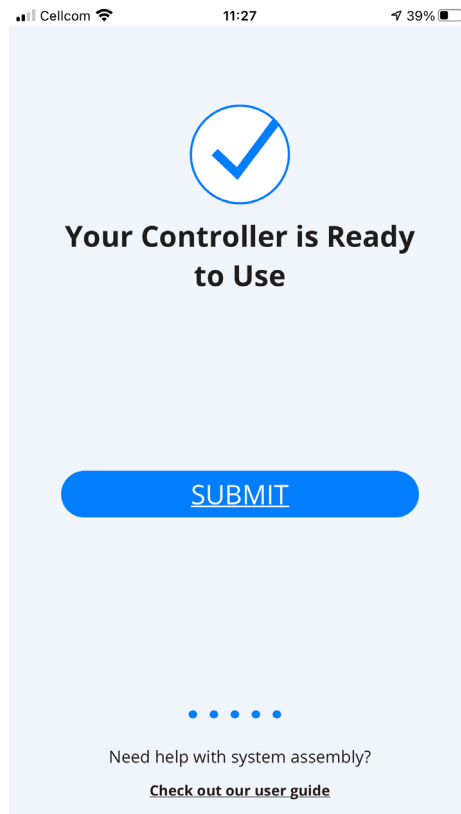 Cellcom 11:27 39%
Your Controller is Ready
to Use
SUBMIT
Need help with system assembly?
Check out our user guide